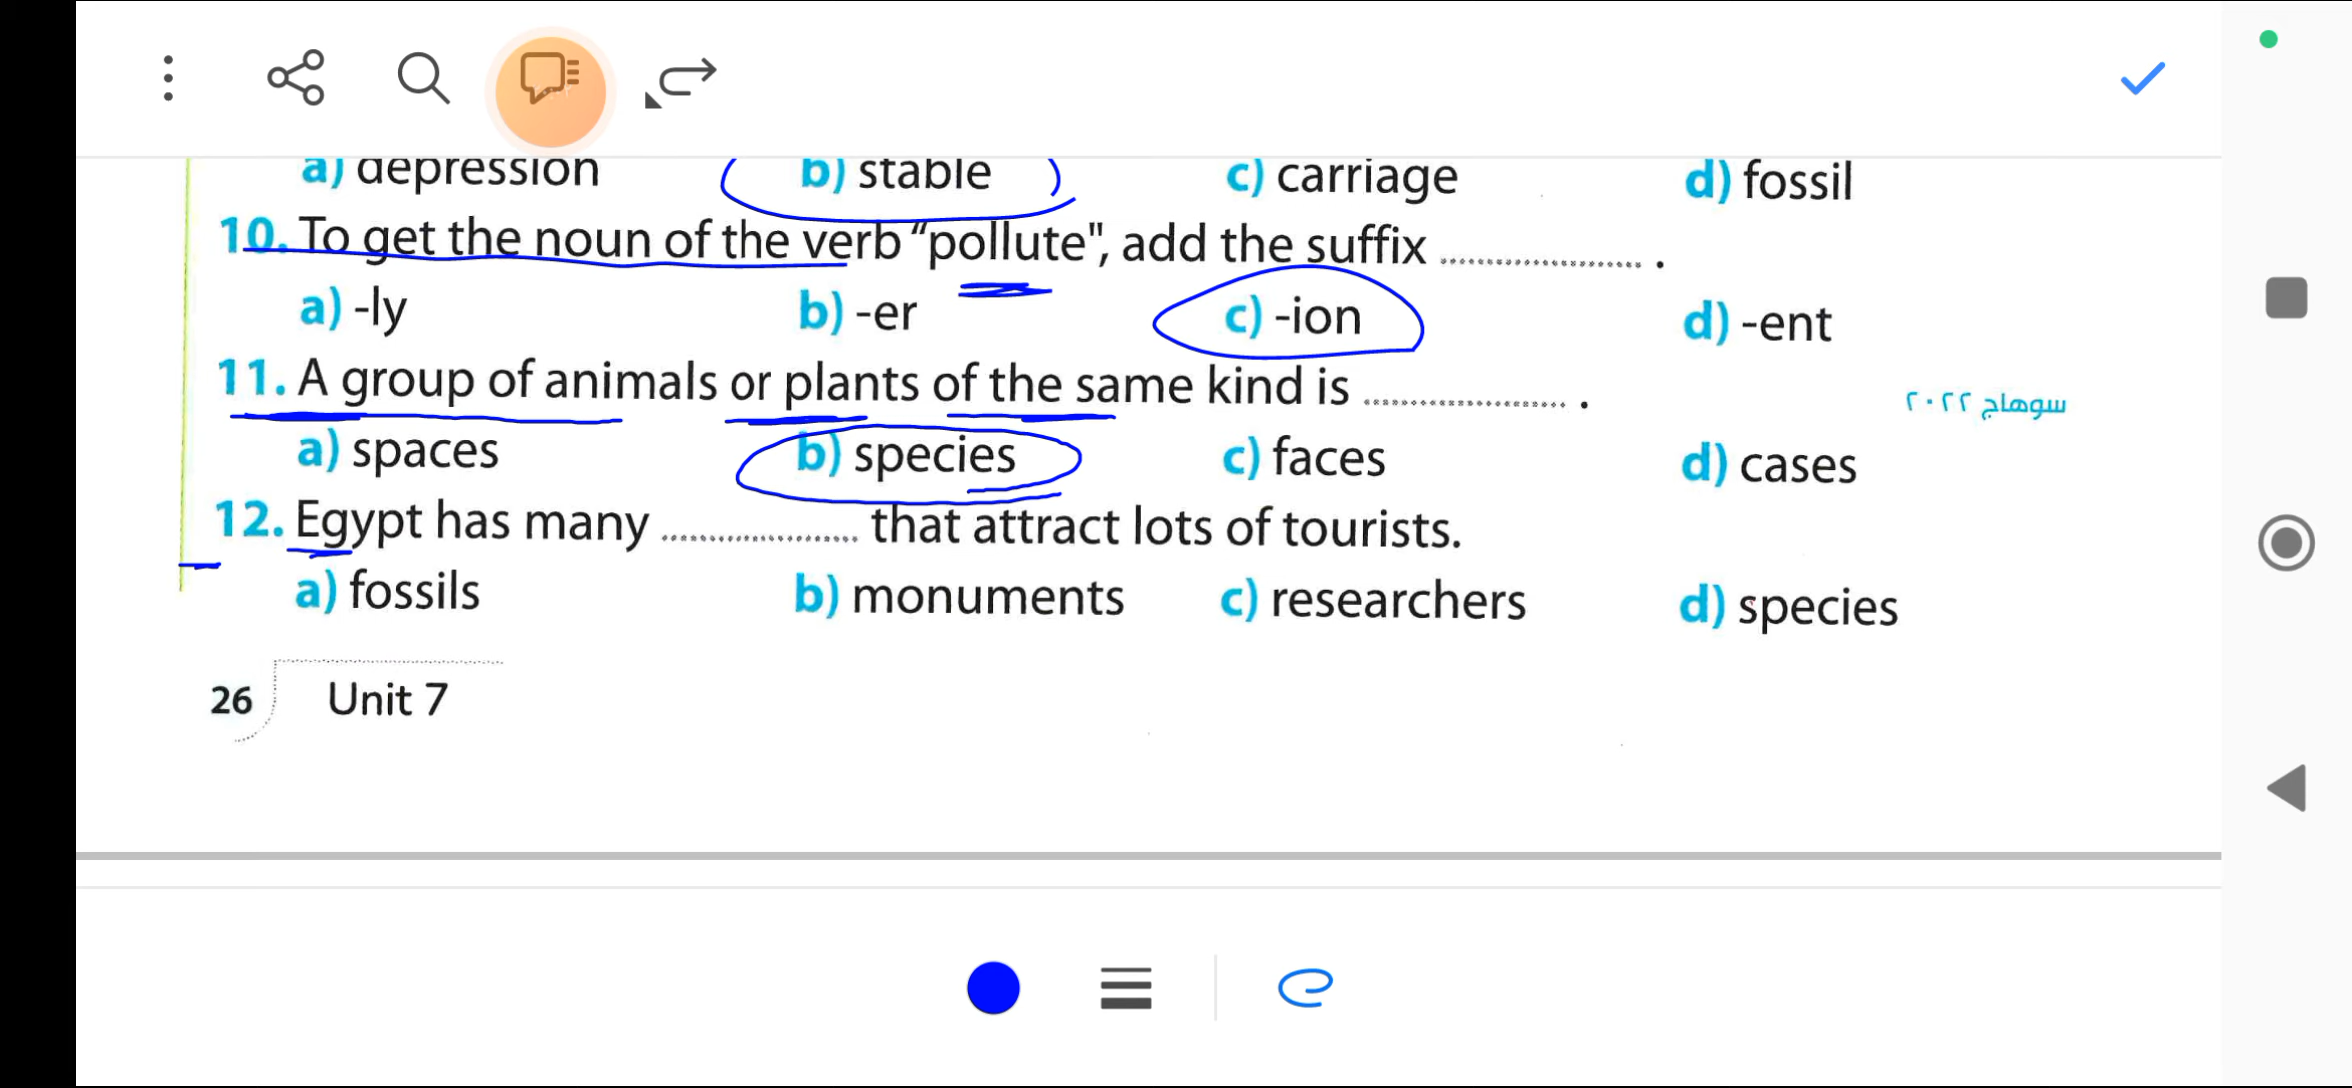 a) depression b) stable c) carriage d) fossil
10. To get the noun of the verb "pollute", add the suffix .................... .
a) -ly b) -er c) -ion d) -ent
11. A group of animals or plants of the same kind is .................... .
سوهاج ٢٠٢٢
a) spaces b) species c) faces d) cases
12. Egypt has many .................... that attract lots of tourists.
a) fossils b) monuments c) researchers d) species
26 Unit 7